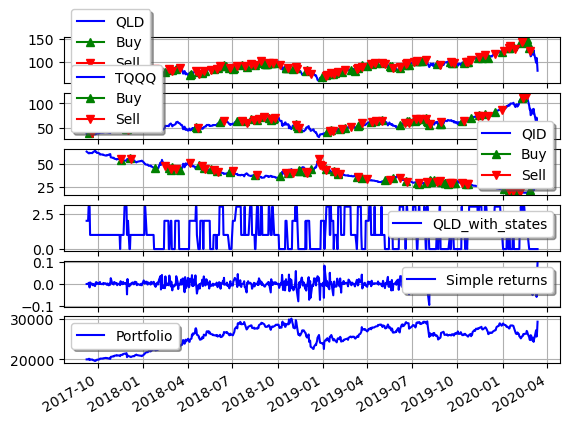 QLD
Buy
Sell
150
100
TQQQ
Buy
Sell
100
50
QID
Buy
Sell
50
25
QLD_with_states
2.5
0.0
Simple returns
0.1
0.0
−0.1
Portfolio
30000
20000
2017-10
2018-01
2018-04
2018-07
2018-10
2019-01
2019-04
2019-07
2019-10
2020-01
2020-04